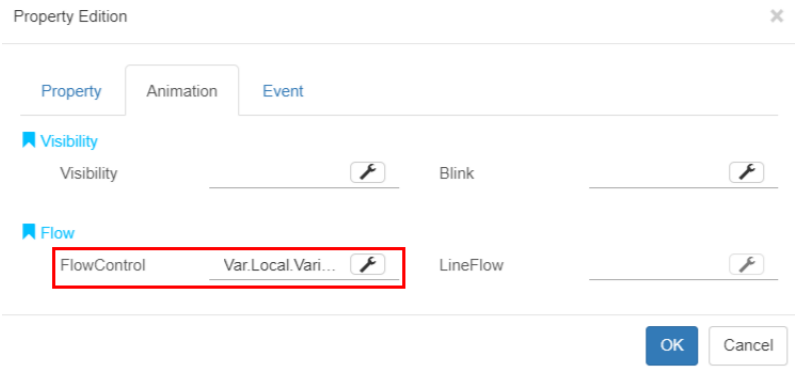 Property Edition ×
Property Animation Event
Visibility
Visibility Blink
Flow
FlowControl Var.Local.Vari... LineFlow
OK Cancel